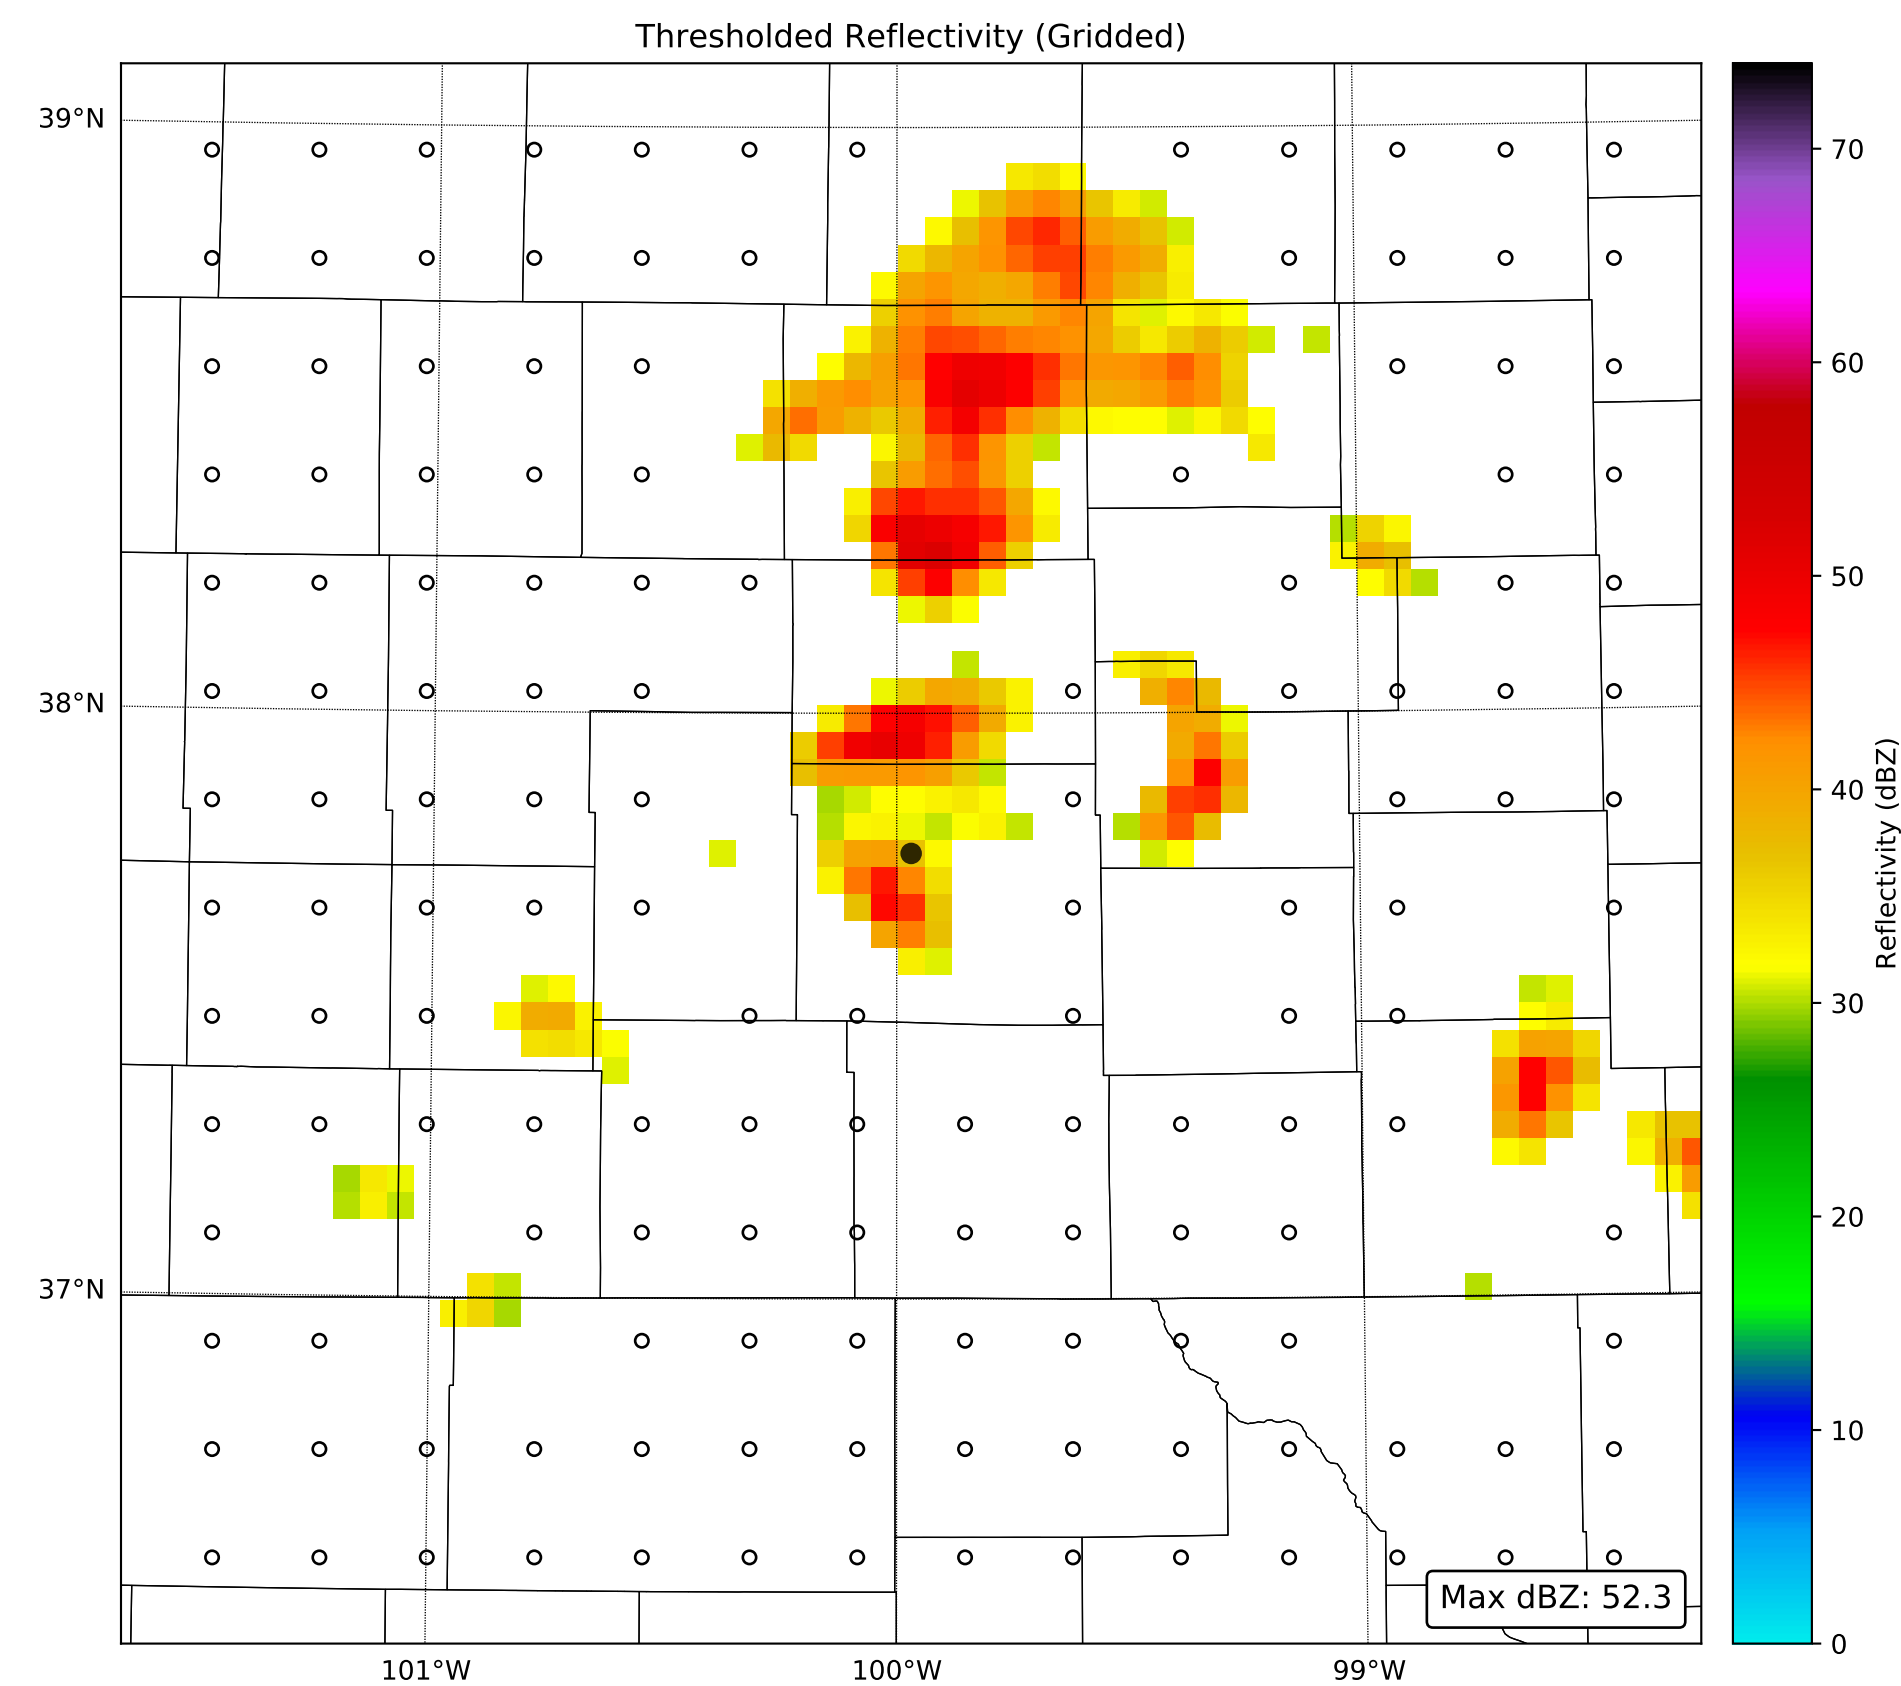 Thresholded Reflectivity (Gridded)
39°N
38°N
37°N
101°W
100°W
99°W
Max dBZ: 52.3
70
60
50
40
30
20
10
0
Reflectivity (dBZ)